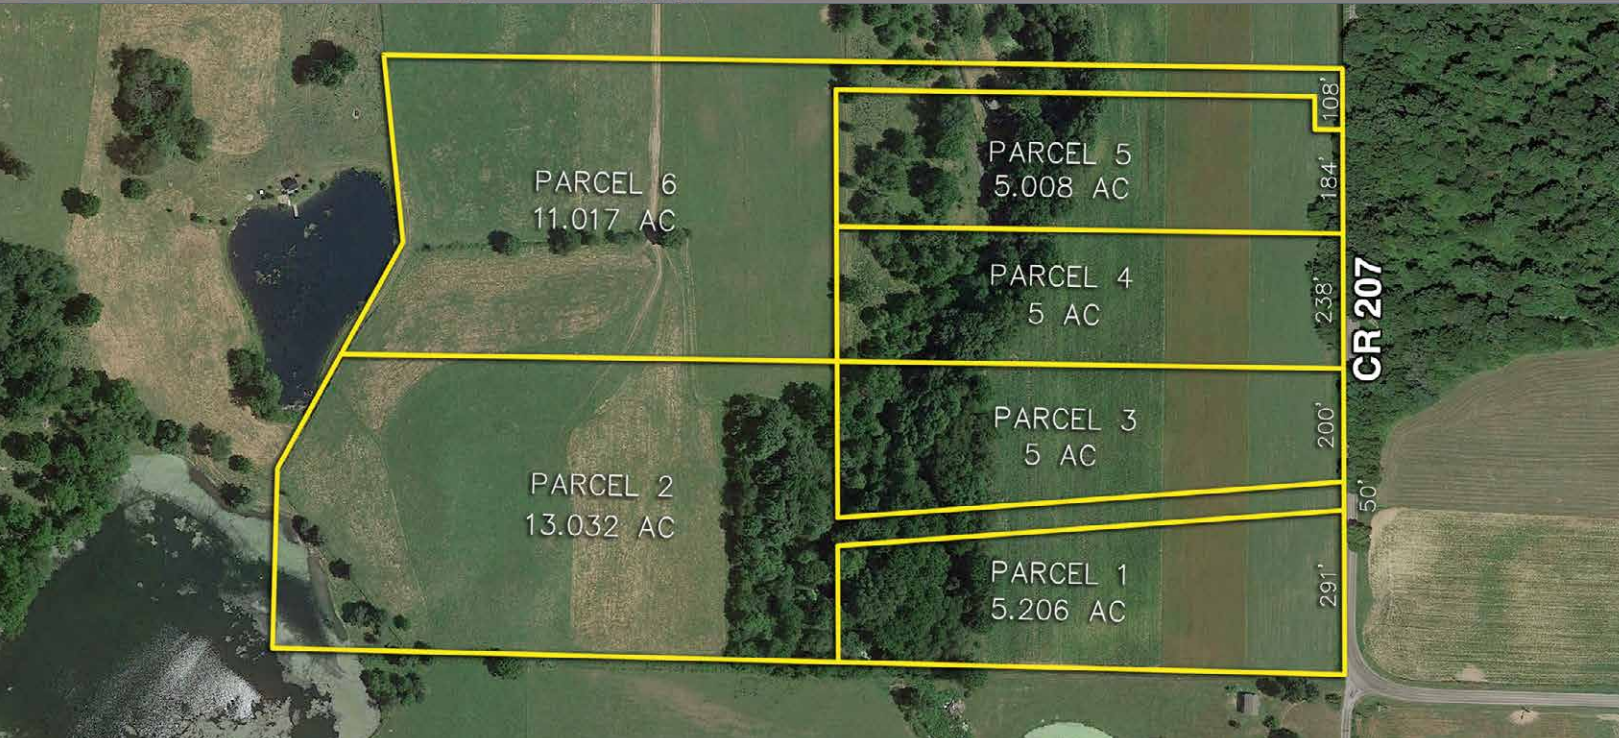 PARCEL 6
11.017 AC
PARCEL 5
5.008 AC
108'
184'
PARCEL 4
5 AC
238'
CR 207
PARCEL 3
5 AC
200'
50'
PARCEL 2
13.032 AC
PARCEL 1
5.206 AC
291'